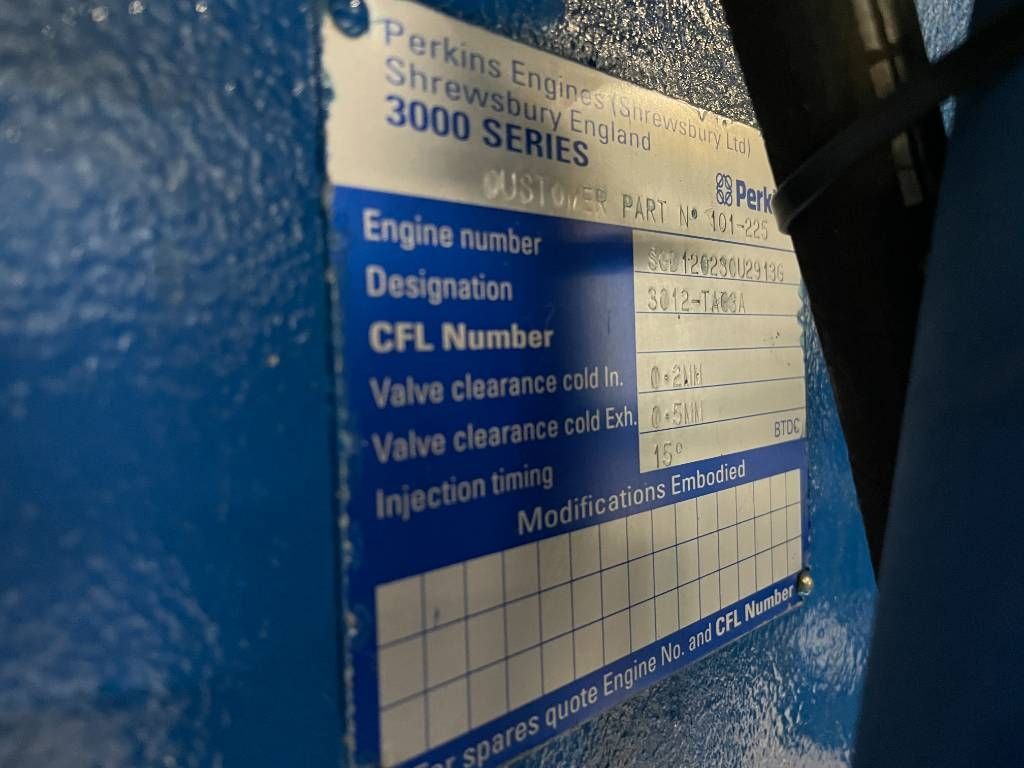 Perkins Engines (Shrewsbury Ltd)
Shrewsbury England
3000 SERIES
Perk
CUSTOMER PART Nº 101-225
Engine number
Designation 3012-TAG3A
CFL Number
Valve clearance cold In. 0.2MM
Valve clearance cold Exh. 0.5MM
Injection timing 15° BTDC
Modifications Embodied
For spares quote Engine No. and CFL Number